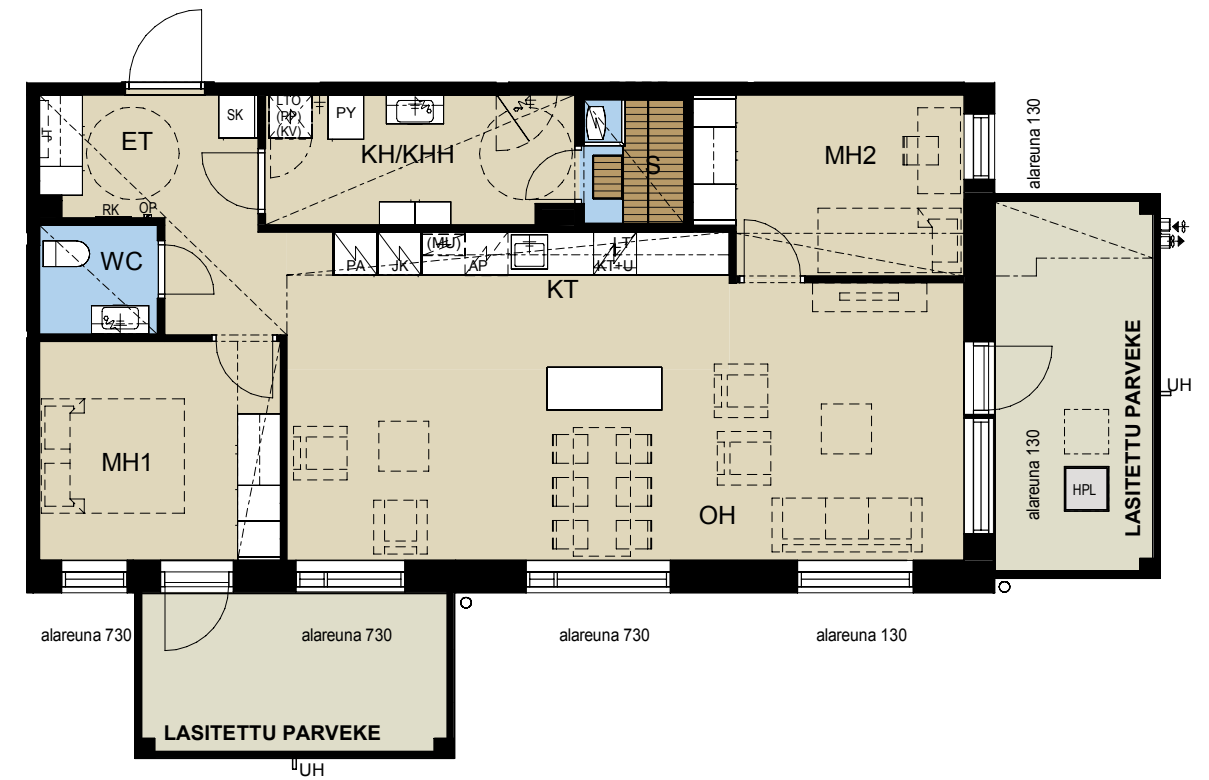 ET
JT
SK
RK
OP
LTO
(RP)
(KV)
PY
KH/KHH
S
MH2
alareuna 130
WC
PA
JK
(MU)
AP
LT
KT+U
KT
MH1
OH
alareuna 130
HPL
LASITETTU PARVEKE
UH
alareuna 730
alareuna 730
alareuna 730
alareuna 130
LASITETTU PARVEKE
UH